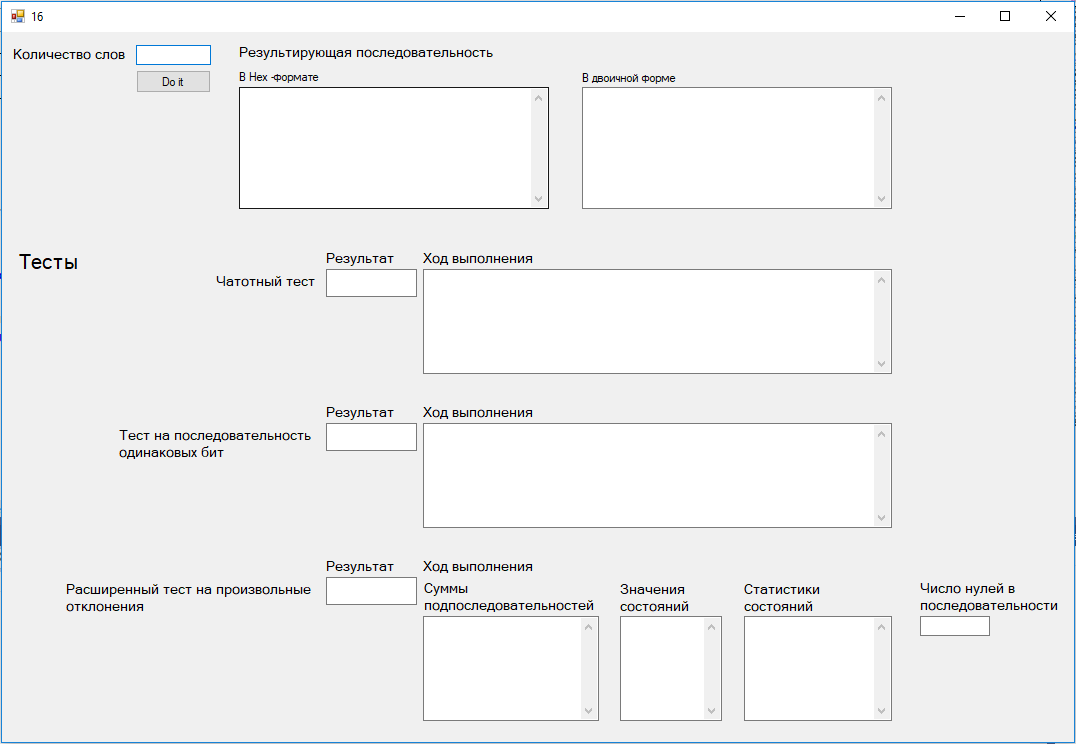 16
Количество слов
Результирующая последовательность
Do it
В Hex -формате
В двоичной форме
Тесты
Результат
Ход выполнения
Чатотный тест
Результат
Ход выполнения
Тест на последовательность
одинаковых бит
Результат
Ход выполнения
Расширенный тест на произвольные
отклонения
Суммы
подпоследовательностей
Значения
состояний
Статистики
состояний
Число нулей в
последовательности